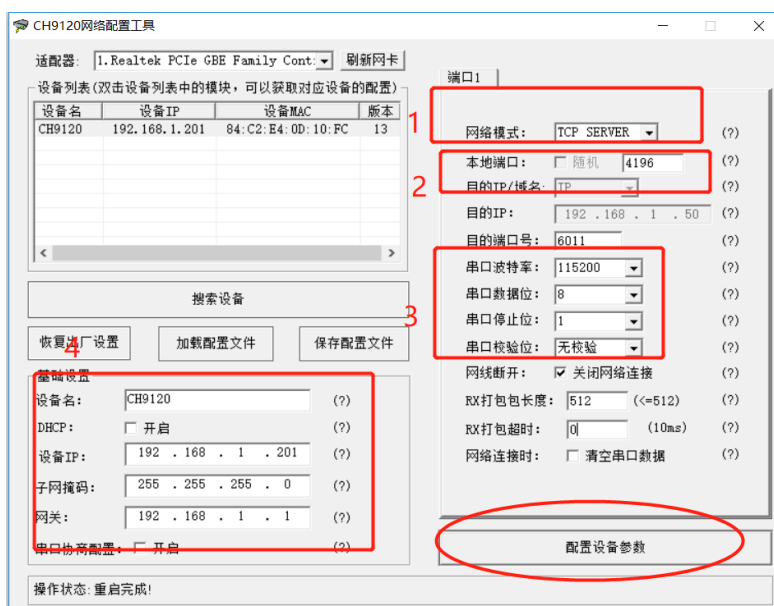 CH9120网络配置工具
适配器: 1.Realtek PCIe GBE Family Cont: 刷新网卡
设备列表(双击设备列表中的模块，可以获取对应设备的配置)
设备名 设备IP 设备MAC 版本
CH9120 192.168.1.201 84:C2:E4:0D:10:FC 13
搜索设备
恢复出厂设置 加载配置文件 保存配置文件
4
基础设置
设备名: CH9120 (?)
DHCP: 开启 (?)
设备IP: 192 . 168 . 1 . 201 (?)
子网掩码: 255 . 255 . 255 . 0 (?)
网关: 192 . 168 . 1 . 1 (?)
串口协商配置: 开启 (?)
端口1
1
网络模式: TCP SERVER (?)
本地端口: 随机 4196 (?)
2
目的IP/域名: IP (?)
目的IP: 192 . 168 . 1 . 50 (?)
目的端口号: 6011 (?)
串口波特率: 115200 (?)
串口数据位: 8 (?)
3
串口停止位: 1 (?)
串口校验位: 无校验 (?)
网线断开: 关闭网络连接 (?)
RX打包包长度: 512 (<=512) (?)
RX打包超时: 0 (10ms) (?)
网络连接时: 清空串口数据 (?)
配置设备参数
操作状态:重启完成!